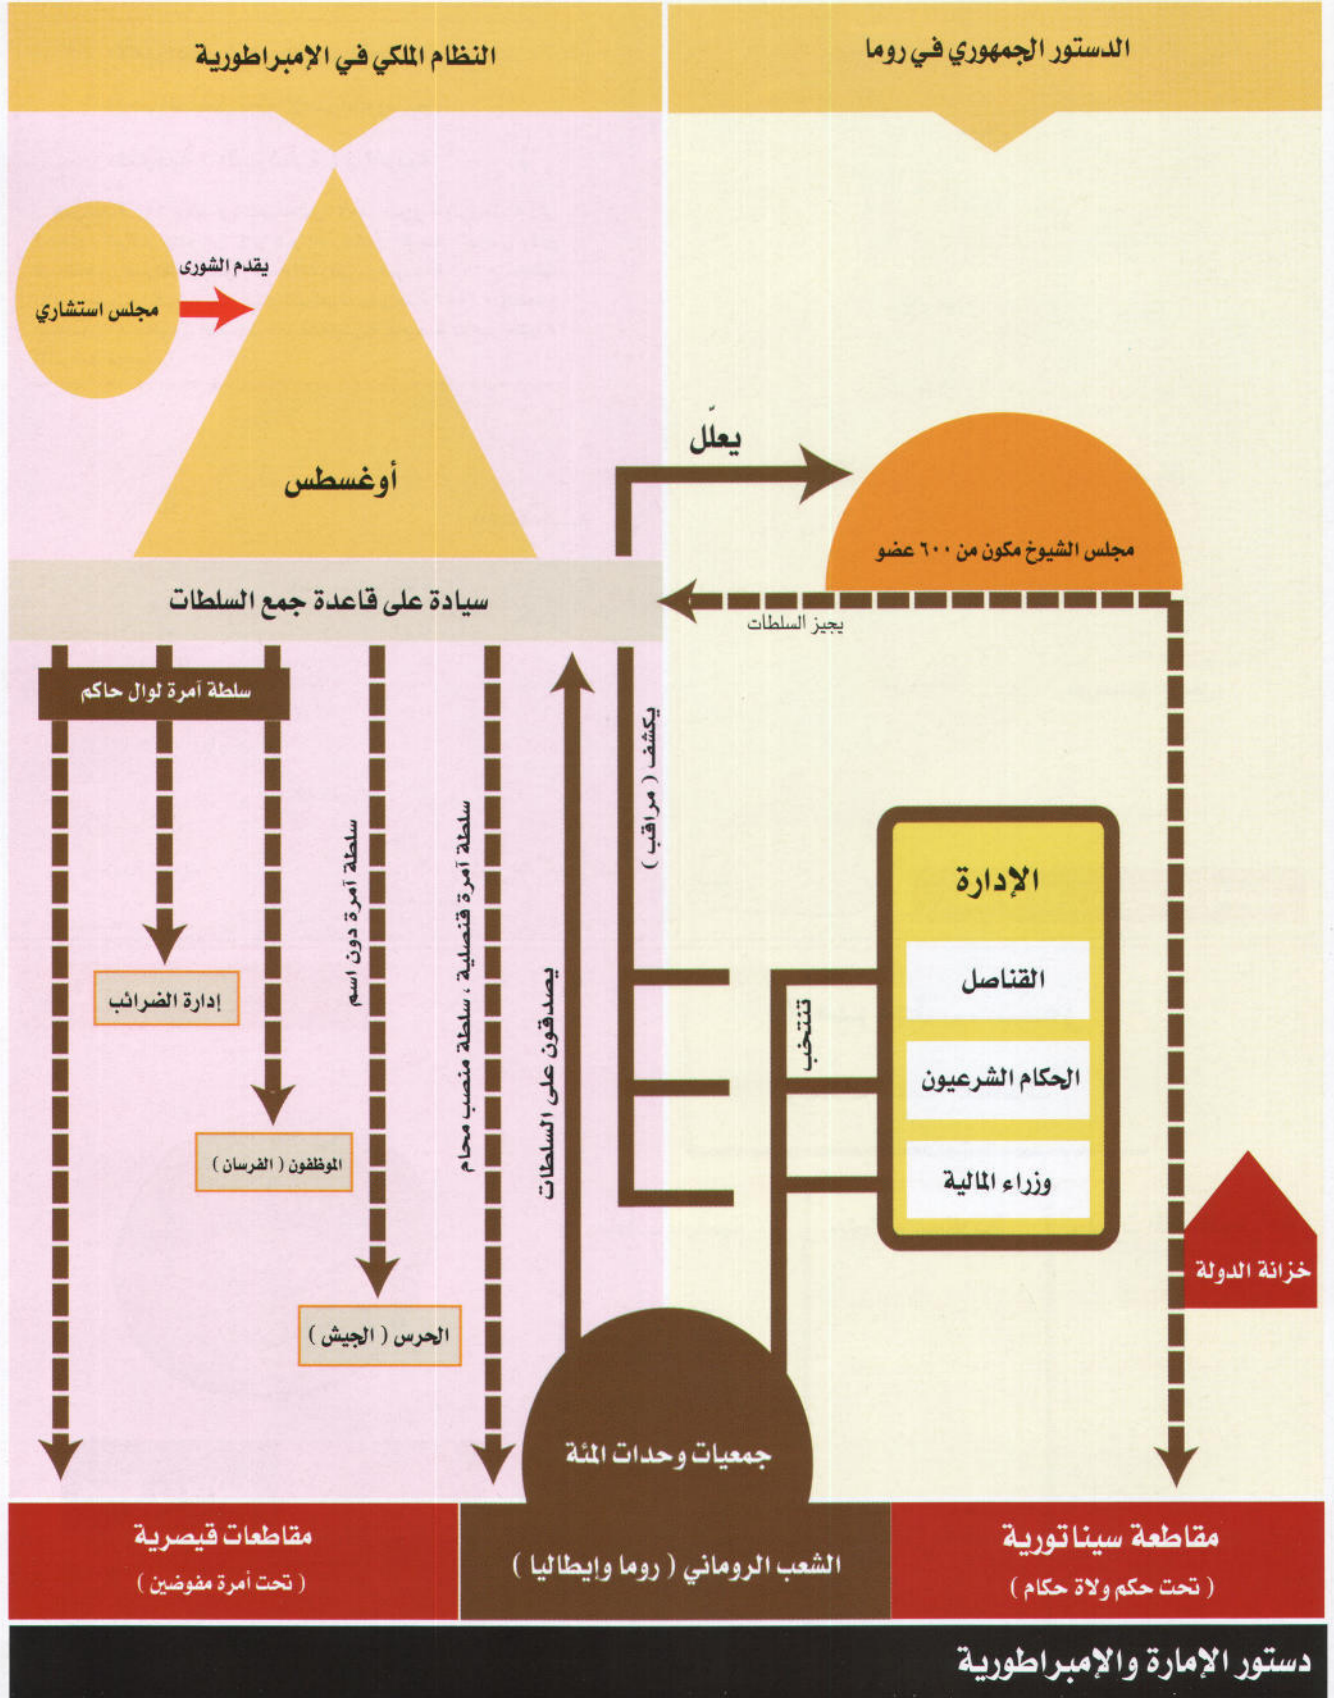 الدستور الجمهوري في روما
النظام الملكي في الإمبراطورية
يقدم الشورى
مجلس استشاري
أوغسطس
يعلّل
مجلس الشيوخ مكون من ٦٠٠ عضو
يجيز السلطات
سيادة على قاعدة جمع السلطات
سلطة آمرة لوال حاكم
يكشف ( مراقب )
سلطة آمرة قنصلية ، سلطة منصب محام
سلطة آمرة دون اسم
يصدقون على السلطات
تنتخب
الإدارة
القناصل
الحكام الشرعيون
وزراء المالية
إدارة الضرائب
الموظفون ( الفرسان )
الحرس ( الجيش )
خزانة الدولة
جمعيات وحدات المئة
مقاطعة سيناتورية
( تحت حكم ولاة حكام )
الشعب الروماني ( روما وإيطاليا )
مقاطعات قيصرية
( تحت أمرة مفوضين )
دستور الإمارة والإمبراطورية